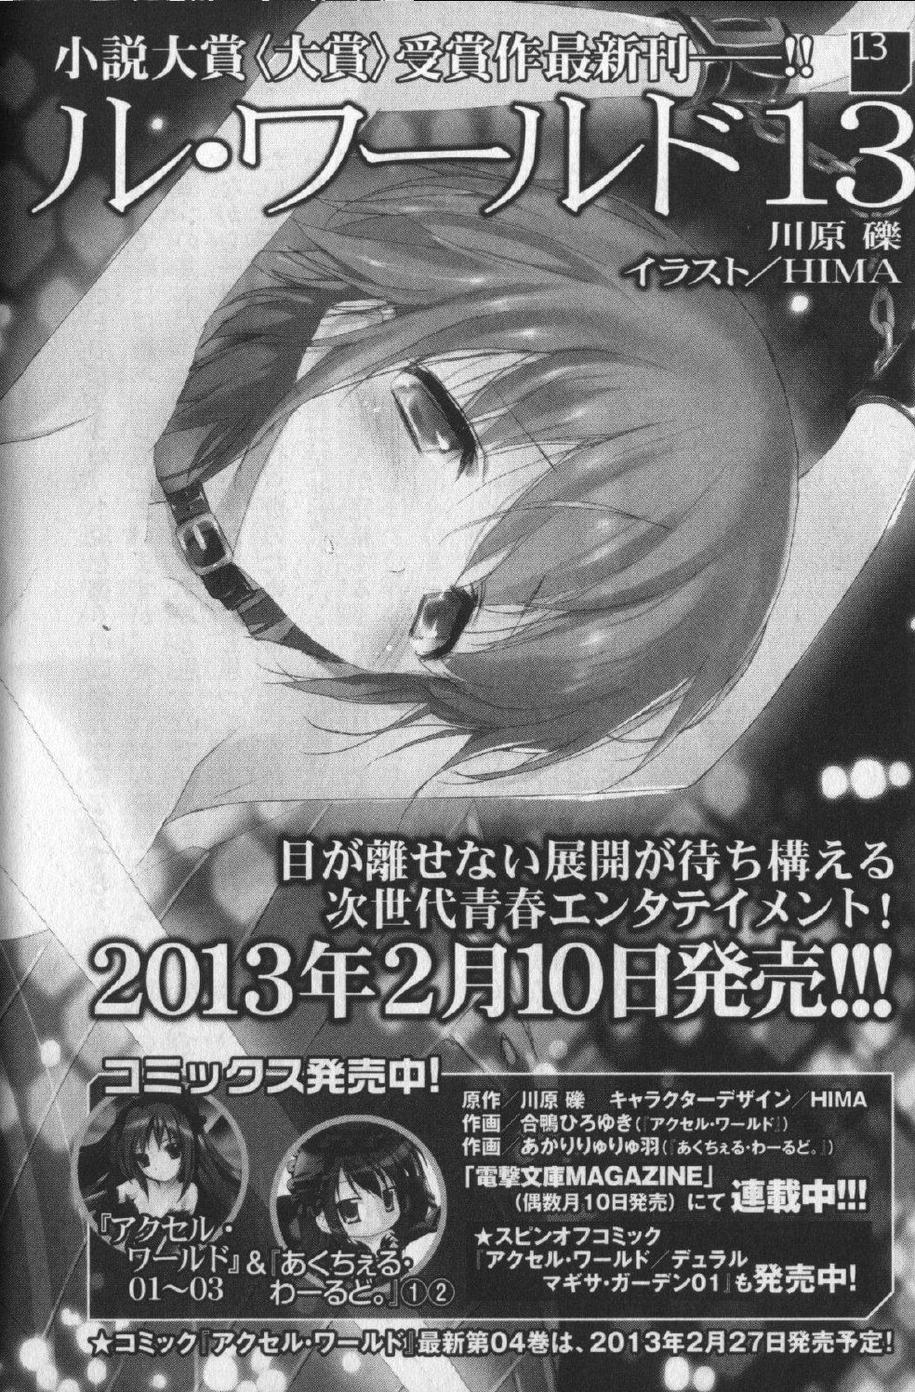 小説大賞〈大賞〉受賞作最新刊――!!
13
ル・ワールド13
川原 礫
イラスト／HIMA
目が離せない展開が待ち構える
次世代青春エンタテイメント!
2013年2月10日発売!!!
コミックス発売中!
原作／川原 礫　キャラクターデザイン／HIMA
作画／合鴨ひろゆき(『アクセル・ワールド』)
作画／あかりりゅりゅ羽(『あくちぇる・わーるど。』)
「電撃文庫MAGAZINE」
(偶数月10日発売) にて 連載中!!!
『アクセル・
ワールド』
01～03
&『あくちぇる・
わーるど。』①②
★スピンオフコミック
『アクセル・ワールド／デュラル
マギサ・ガーデン01』も発売中!
★コミック『アクセル・ワールド』最新第04巻は、2013年2月27日発売予定!